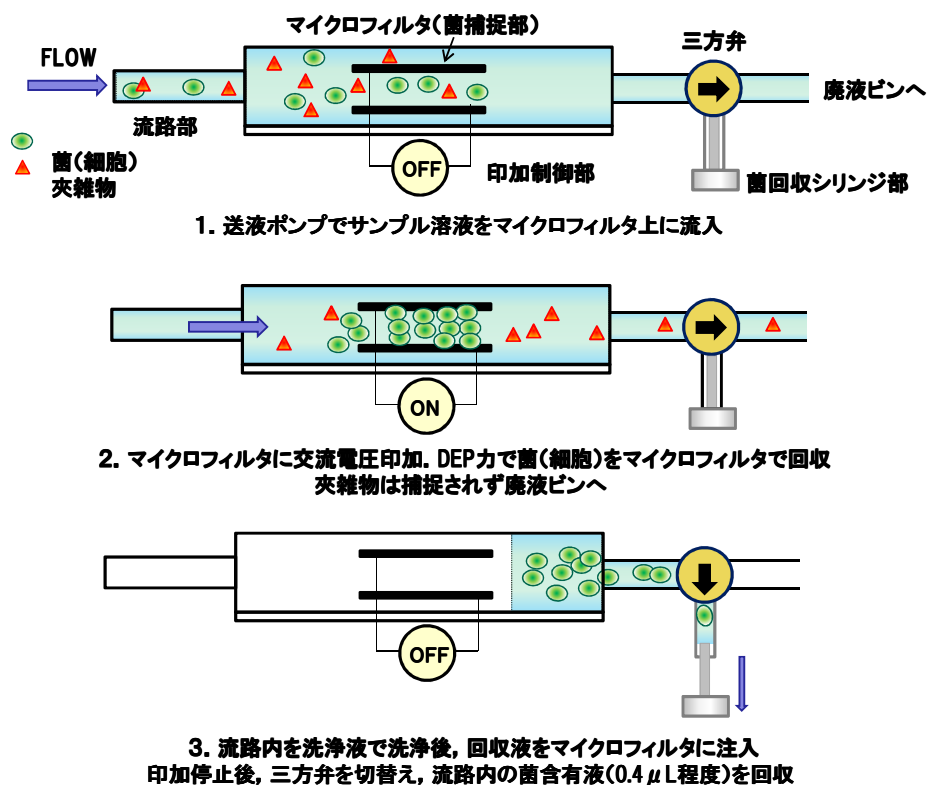 マイクロフィルタ(菌捕捉部)
三方弁
FLOW
廃液ビンへ
流路部
菌(細胞)
夾雑物
OFF
印加制御部
菌回収シリンジ部
1. 送液ポンプでサンプル溶液をマイクロフィルタ上に流入
ON
2. マイクロフィルタに交流電圧印加. DEP力で菌(細胞)をマイクロフィルタで回収
夾雑物は捕捉されず廃液ビンへ
OFF
3. 流路内を洗浄液で洗浄後, 回収液をマイクロフィルタに注入
印加停止後, 三方弁を切替え, 流路内の菌含有液(0.4μL程度)を回収